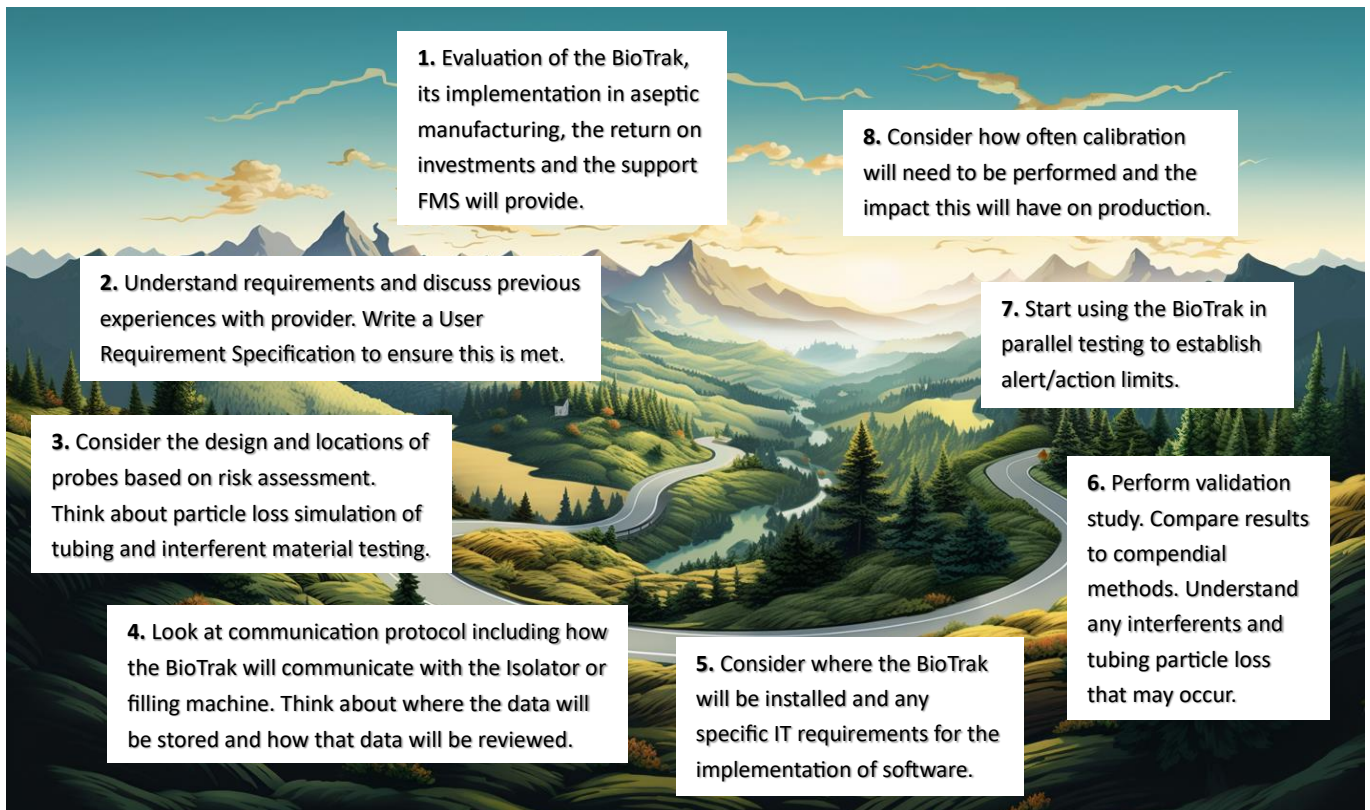 1. Evaluation of the BioTrak,
its implementation in aseptic
manufacturing, the return on
investments and the support
FMS will provide.
2. Understand requirements and discuss previous
experiences with provider. Write a User
Requirement Specification to ensure this is met.
3. Consider the design and locations of
probes based on risk assessment.
Think about particle loss simulation of
tubing and interferent material testing.
4. Look at communication protocol including how
the BioTrak will communicate with the Isolator or
filling machine. Think about where the data will
be stored and how that data will be reviewed.
5. Consider where the BioTrak
will be installed and any
specific IT requirements for the
implementation of software.
6. Perform validation
study. Compare results
to compendial
methods. Understand
any interferents and
tubing particle loss
that may occur.
7. Start using the BioTrak in
parallel testing to establish
alert/action limits.
8. Consider how often calibration
will need to be performed and the
impact this will have on production.